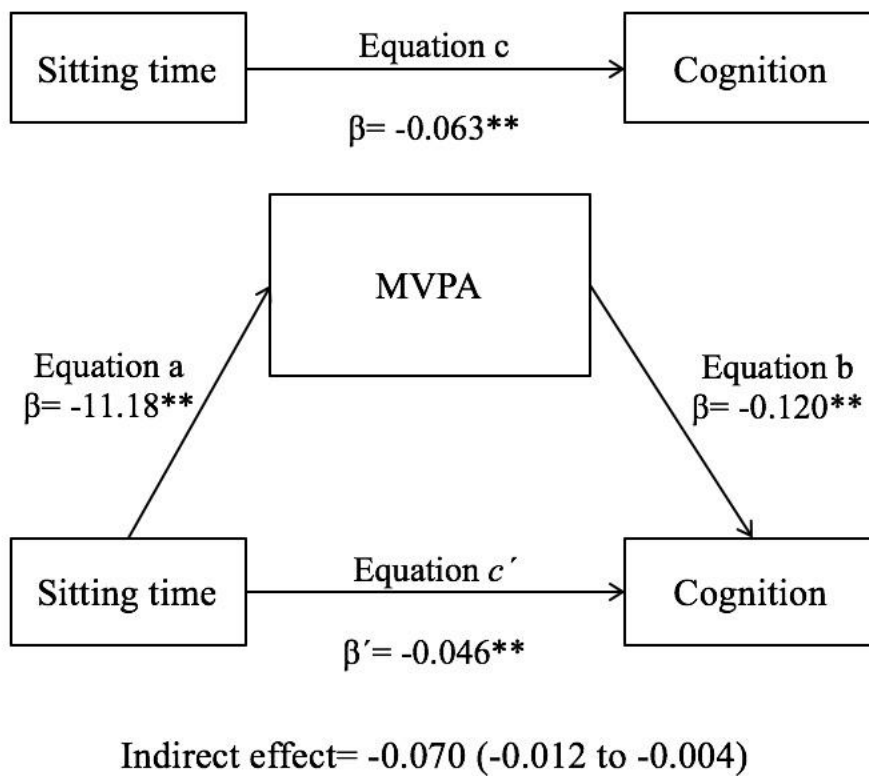 Equation c
Sitting time
Cognition
β= -0.063**
MVPA
Equation a
β= -11.18**
Equation b
β= -0.120**
Sitting time
Equation c´
Cognition
β´= -0.046**
Indirect effect= -0.070 (-0.012 to -0.004)